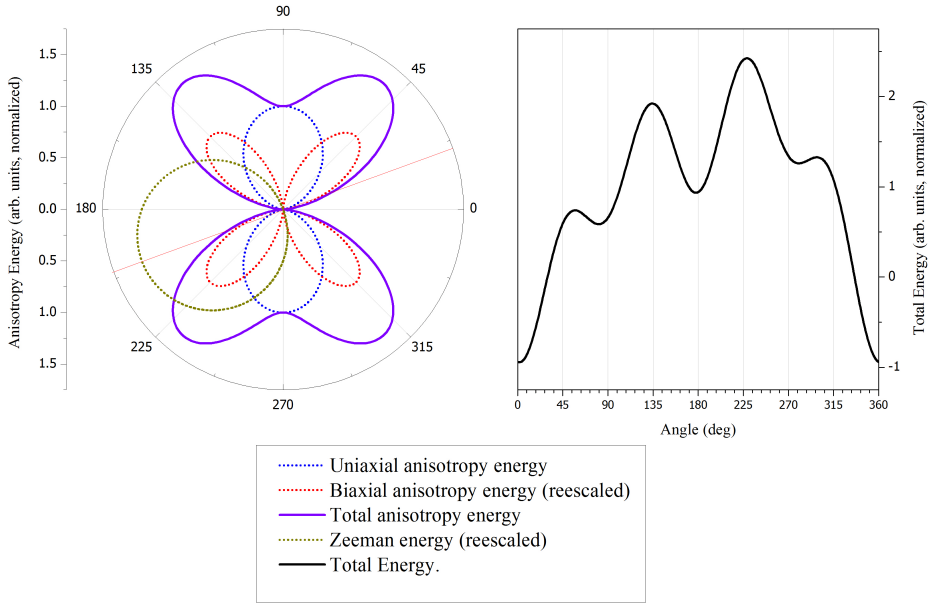 90
135
45
180
0
225
315
270
1.5
1.0
0.5
0.0
0.5
1.0
1.5
Anisotropy Energy (arb. units, normalized)
2
1
0
-1
Total Energy (arb. units, normalized)
0 45 90 135 180 225 270 315 360
Angle (deg)
Uniaxial anisotropy energy
Biaxial anisotropy energy (reescaled)
Total anisotropy energy
Zeeman energy (reescaled)
Total Energy.